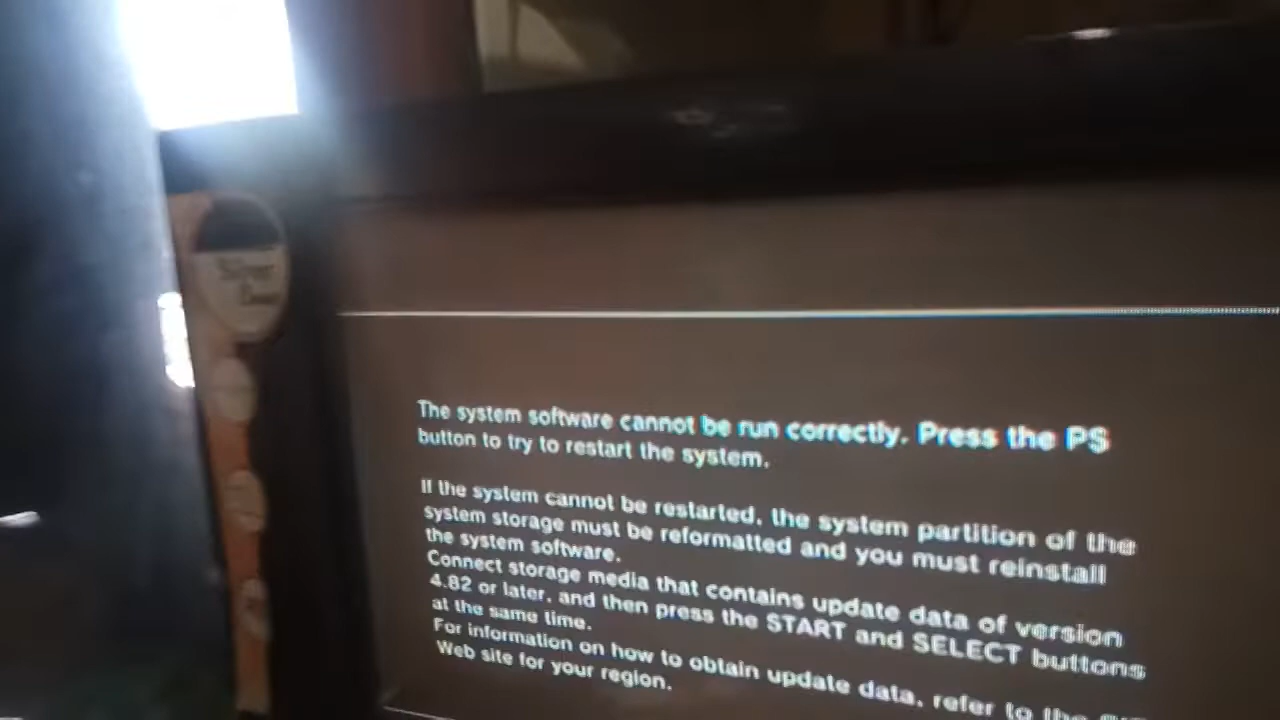 The system software cannot be run correctly. Press the PS
button to try to restart the system.
If the system cannot be restarted, the system partition of the
system storage must be reformatted and you must reinstall
the system software.
Connect storage media that contains update data of version
4.82 or later, and then press the START and SELECT buttons
at the same time.
For information on how to obtain update data, refer to the
Web site for your region.